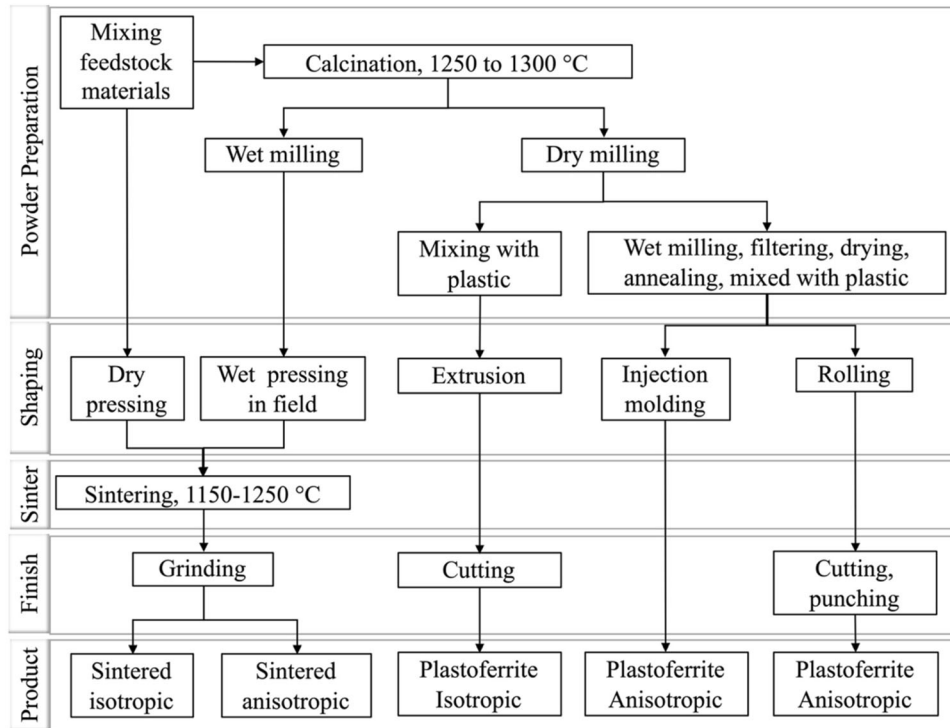 Powder Preparation
Mixing
feedstock
materials
Calcination, 1250 to 1300 °C
Wet milling
Dry milling
Mixing with
plastic
Wet milling, filtering, drying,
annealing, mixed with plastic
Shaping
Dry
pressing
Wet pressing
in field
Extrusion
Injection
molding
Rolling
Sinter
Sintering, 1150-1250 °C
Finish
Grinding
Cutting
Cutting,
punching
Product
Sintered
isotropic
Sintered
anisotropic
Plastoferrite
Isotropic
Plastoferrite
Anisotropic
Plastoferrite
Anisotropic